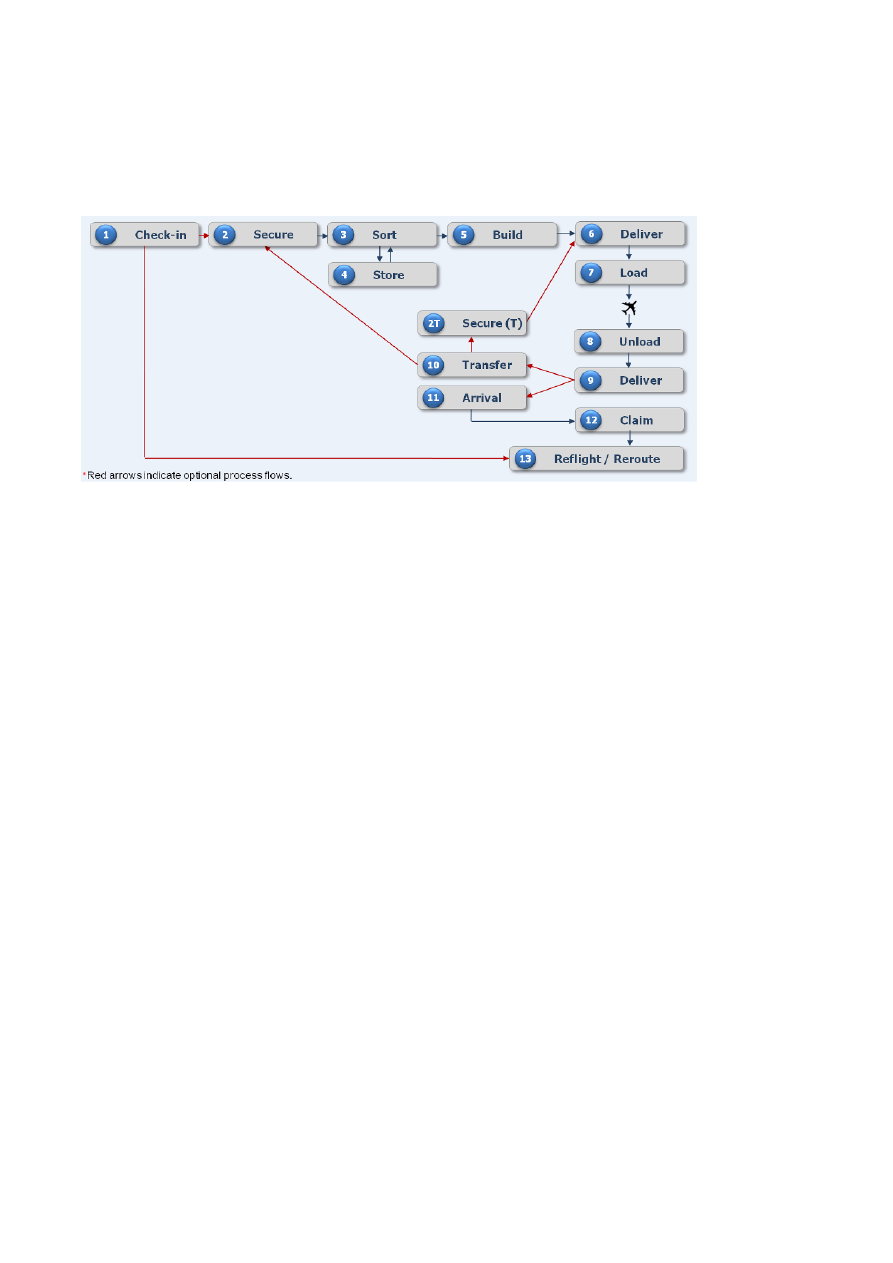 1 Check-in
2 Secure
3 Sort
5 Build
6 Deliver
4 Store
7 Load
2T Secure (T)
8 Unload
10 Transfer
9 Deliver
11 Arrival
12 Claim
13 Reflight / Reroute
*Red arrows indicate optional process flows.